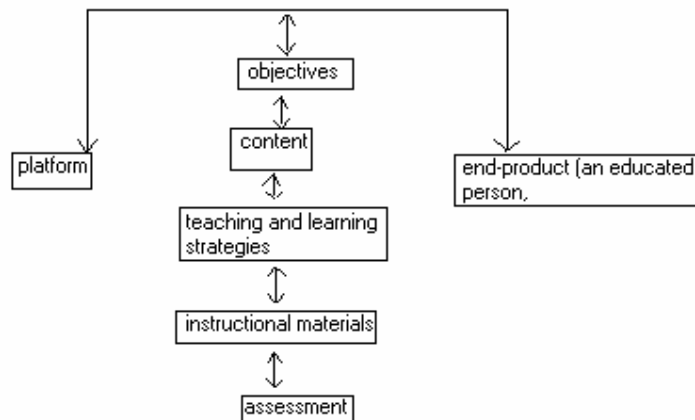 objectives
content
platform
end-product (an educated
person,
teaching and learning
strategies
instructional materials
assessment